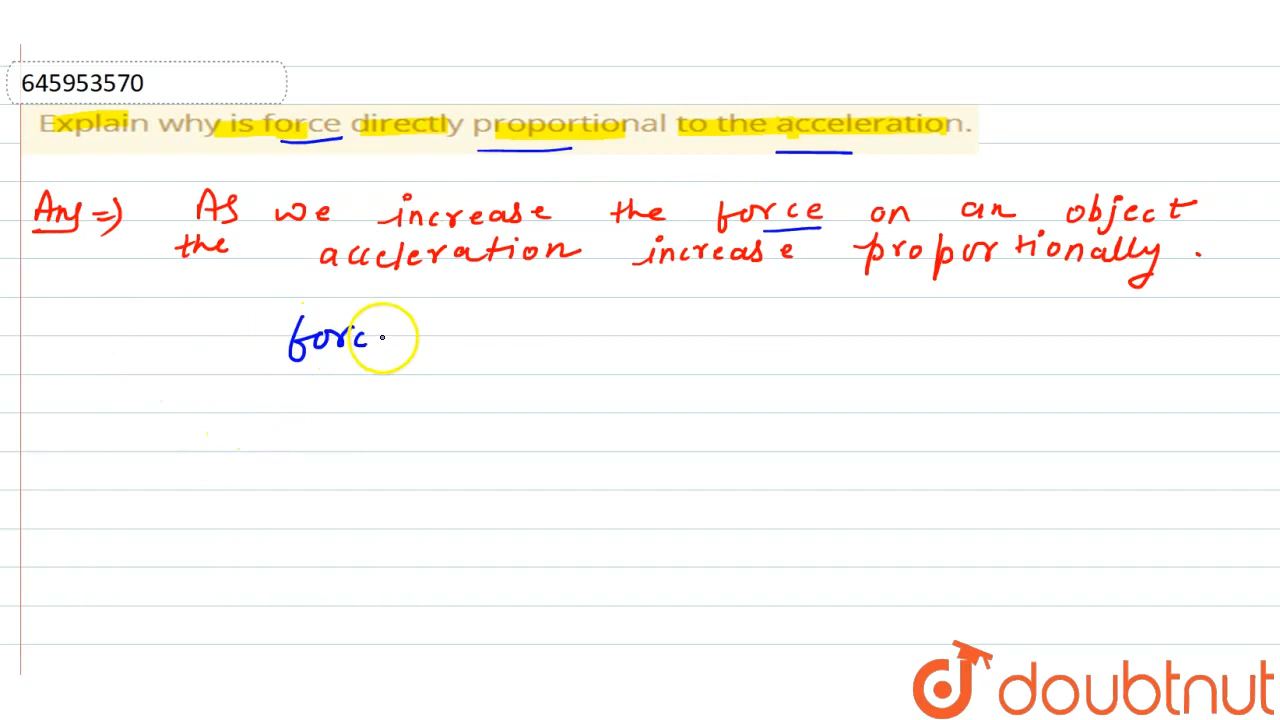 645953570
Explain why is force directly proportional to the acceleration.
Ans => As we increase the force on an object
the acceleration increase proportionally.
forc
doubtnut